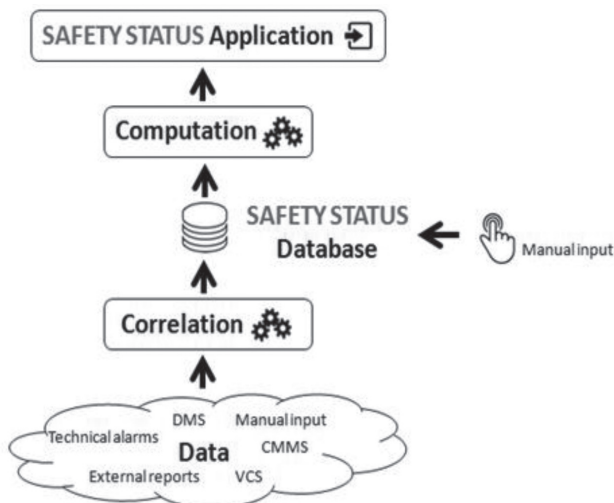 SAFETY STATUS Application
Computation
SAFETY STATUS
Database
Manual input
Correlation
DMS Manual input
Technical alarms
Data CMMS
External reports VCS